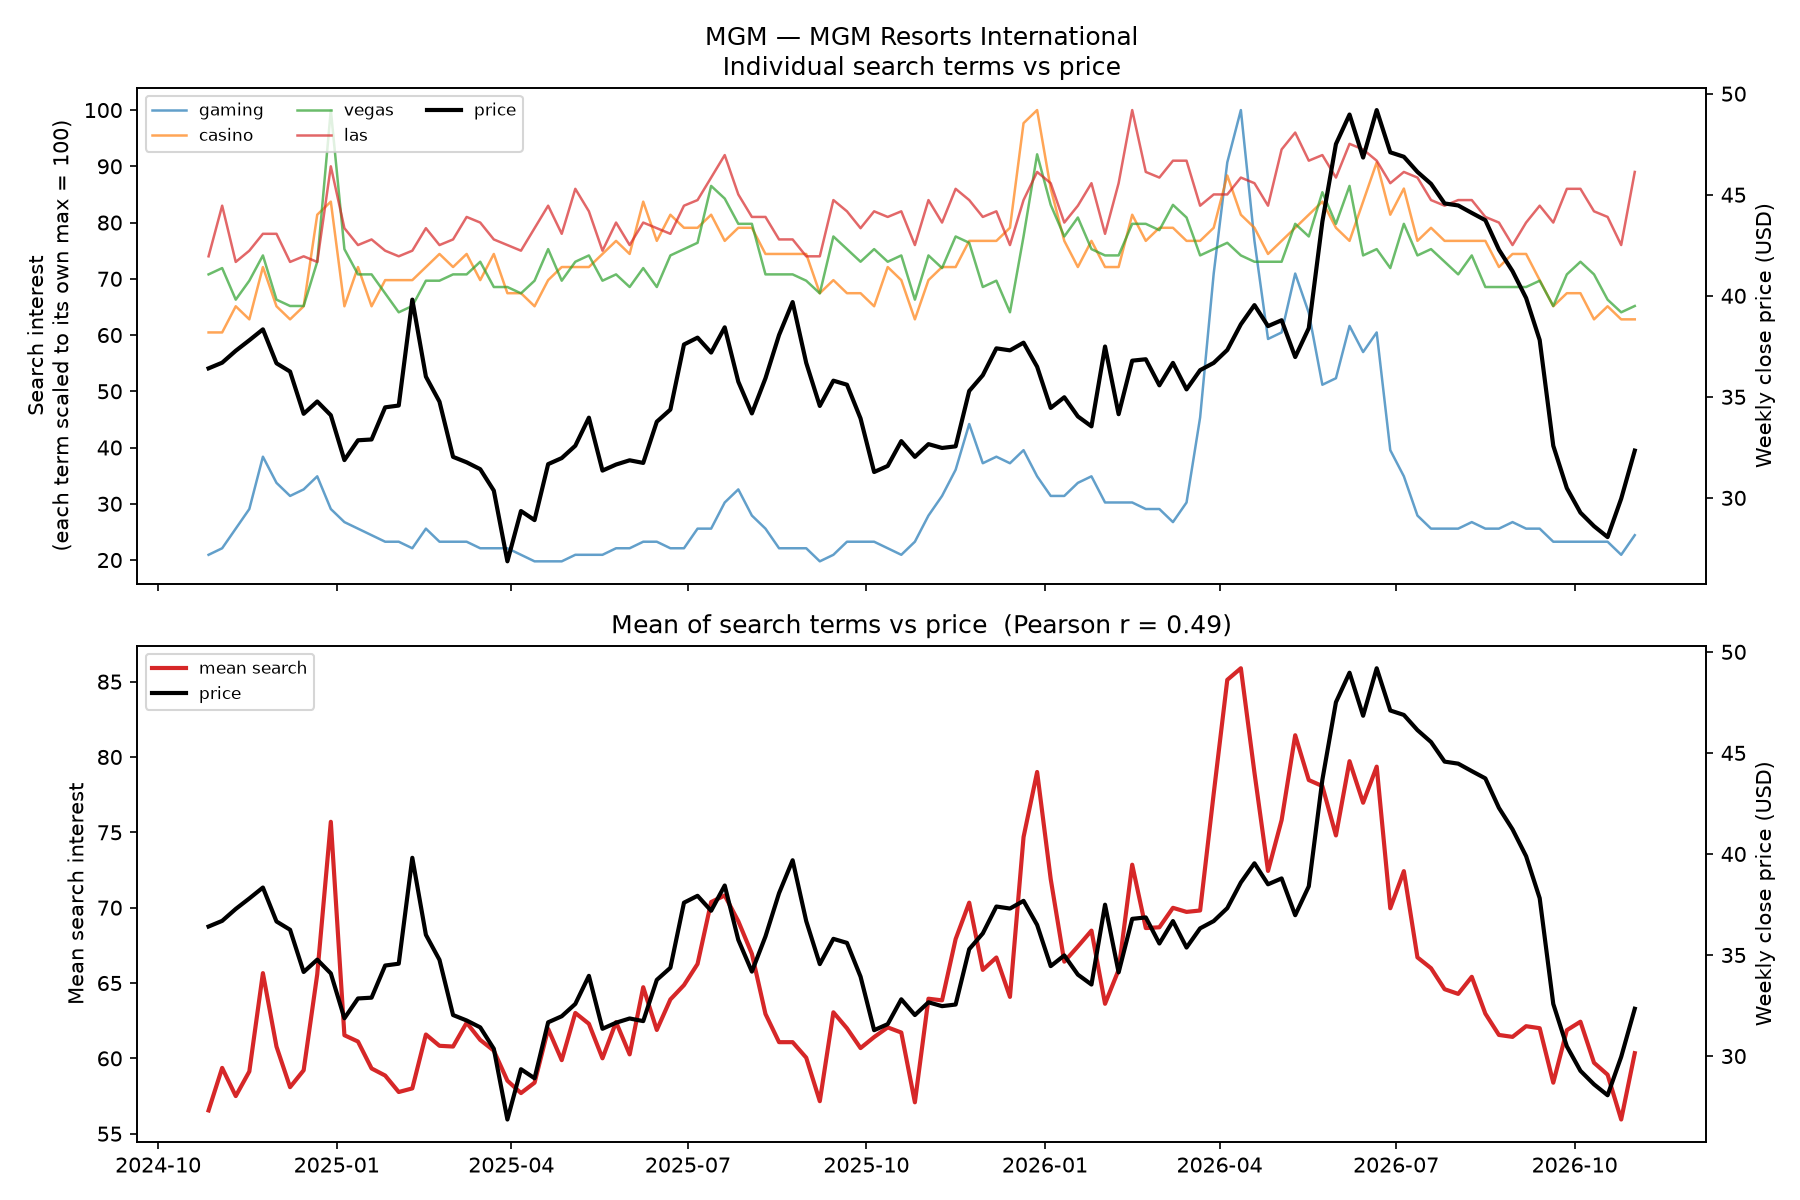 MGM — MGM Resorts International
Individual search terms vs price
gaming
casino
vegas
las
price
Search interest
(each term scaled to its own max = 100)
100
90
80
70
60
50
40
30
20
50
45
40
35
30
Weekly close price (USD)
Mean of search terms vs price (Pearson r = 0.49)
mean search
price
Mean search interest
85
80
75
70
65
60
55
50
45
40
35
30
Weekly close price (USD)
2024-10
2025-01
2025-04
2025-07
2025-10
2026-01
2026-04
2026-07
2026-10